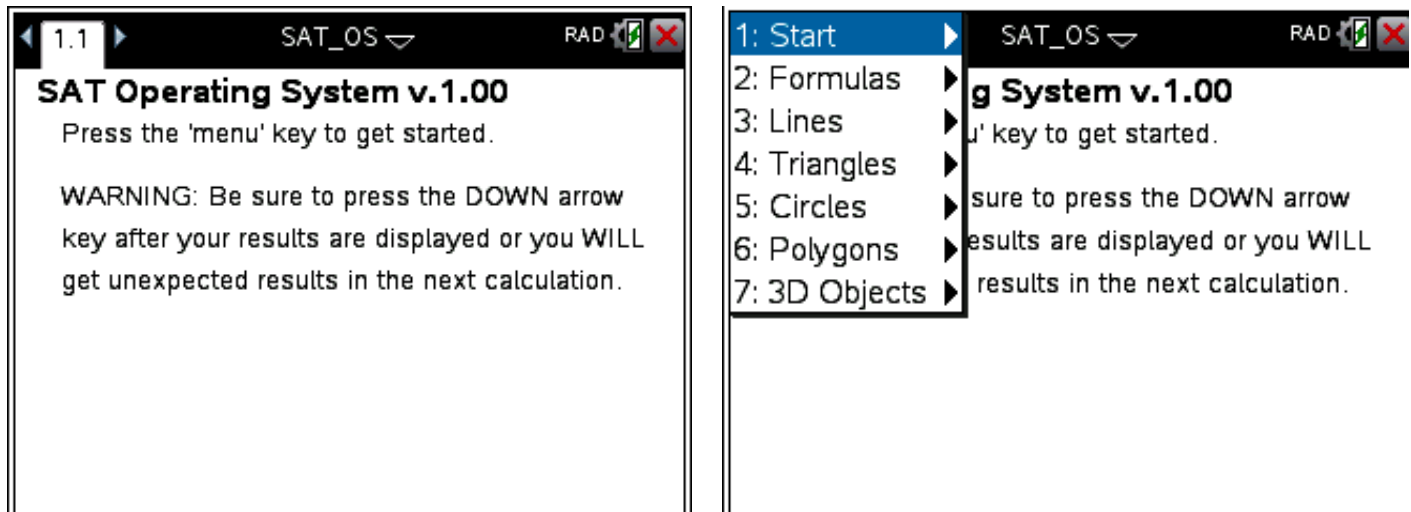 1.1 SAT_OS RAD
SAT Operating System v.1.00
Press the 'menu' key to get started.
WARNING: Be sure to press the DOWN arrow
key after your results are displayed or you WILL
get unexpected results in the next calculation.
1: Start SAT_OS RAD
2: Formulas g System v.1.00
3: Lines u' key to get started.
4: Triangles
5: Circles sure to press the DOWN arrow
6: Polygons esults are displayed or you WILL
7: 3D Objects results in the next calculation.